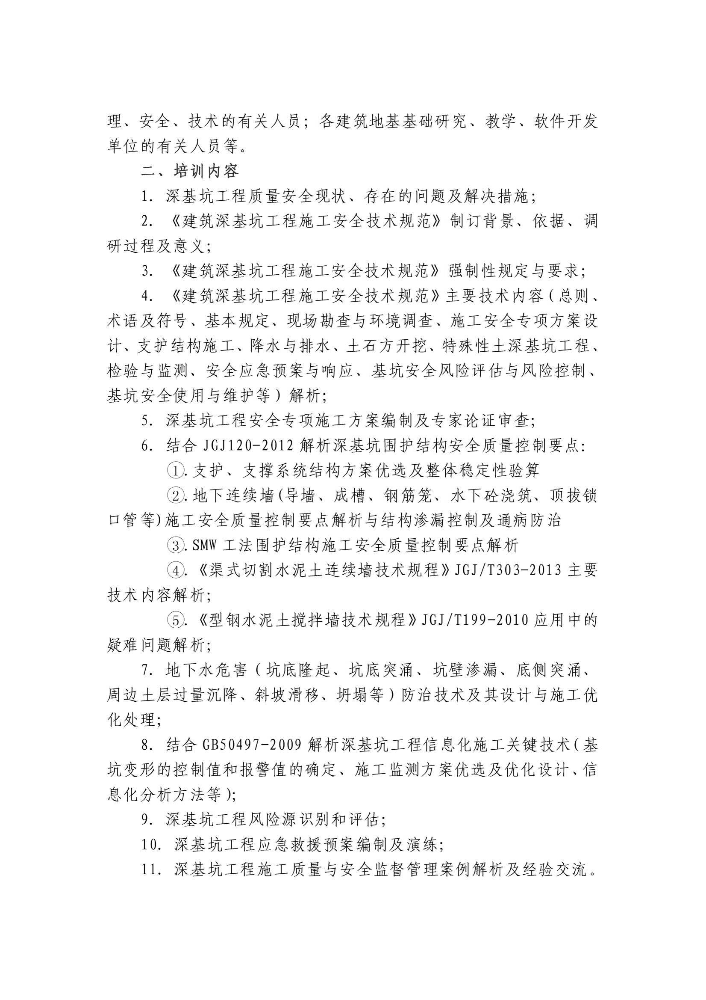 理、安全、技术的有关人员；各建筑地基基础研究、教学、软件开发
单位的有关人员等。
二、培训内容
1. 深基坑工程质量安全现状、存在的问题及解决措施；
2. 《建筑深基坑工程施工安全技术规范》制订背景、依据、调
研过程及意义；
3. 《建筑深基坑工程施工安全技术规范》强制性规定与要求；
4. 《建筑深基坑工程施工安全技术规范》主要技术内容（总则、
术语及符号、基本规定、现场勘查与环境调查、施工安全专项方案设
计、支护结构施工、降水与排水、土石方开挖、特殊性土深基坑工程、
检验与监测、安全应急预案与响应、基坑安全风险评估与风险控制、
基坑安全使用与维护等）解析；
5. 深基坑工程安全专项施工方案编制及专家论证审查；
6. 结合 JGJ120-2012 解析深基坑围护结构安全质量控制要点：
①.支护、支撑系统结构方案优选及整体稳定性验算
②.地下连续墙(导墙、成槽、钢筋笼、水下砼浇筑、顶拔锁
口管等)施工安全质量控制要点解析与结构渗漏控制及通病防治
③.SMW 工法围护结构施工安全质量控制要点解析
④.《渠式切割水泥土连续墙技术规程》JGJ/T303-2013 主要
技术内容解析；
⑤.《型钢水泥土搅拌墙技术规程》JGJ/T199-2010 应用中的
疑难问题解析；
7. 地下水危害（坑底隆起、坑底突涌、坑壁渗漏、底侧突涌、
周边土层过量沉降、斜坡滑移、坍塌等）防治技术及其设计与施工优
化处理；
8. 结合 GB50497-2009 解析深基坑工程信息化施工关键技术（基
坑变形的控制值和报警值的确定、施工监测方案优选及优化设计、信
息化分析方法等）；
9. 深基坑工程风险源识别和评估；
10. 深基坑工程应急救援预案编制及演练；
11. 深基坑工程施工质量与安全监督管理案例解析及经验交流。